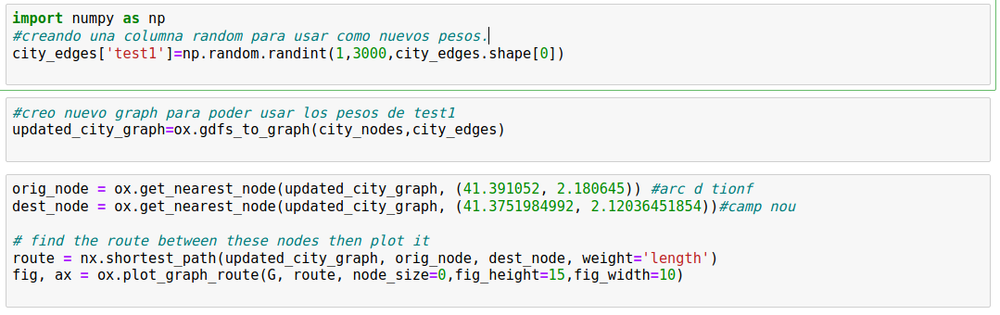 import numpy as np
#creando una columna random para usar como nuevos pesos.
city_edges['test1']=np.random.randint(1,3000,city_edges.shape[0])
#creo nuevo graph para poder usar los pesos de test1
updated_city_graph=ox.gdfs_to_graph(city_nodes,city_edges)
orig_node = ox.get_nearest_node(updated_city_graph, (41.391052, 2.180645)) #arc d tionf
dest_node = ox.get_nearest_node(updated_city_graph, (41.3751984992, 2.12036451854))#camp nou
# find the route between these nodes then plot it
route = nx.shortest_path(updated_city_graph, orig_node, dest_node, weight='length')
fig, ax = ox.plot_graph_route(G, route, node_size=0,fig_height=15,fig_width=10)